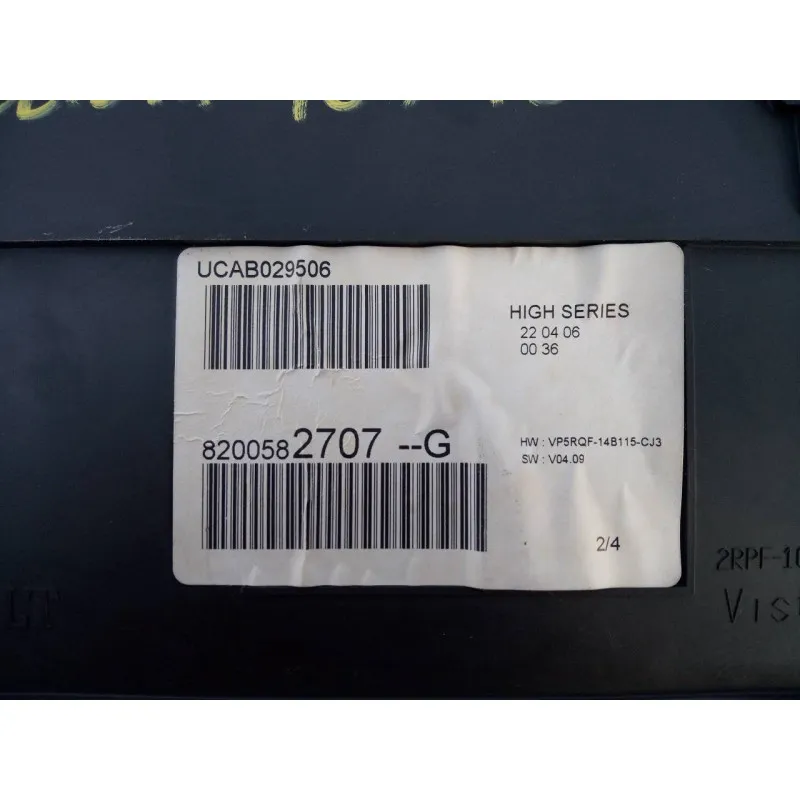 UCAB029506
HIGH SERIES
22 04 06
00 36
8200582707 --G
HW : VP5RQF-14B115-CJ3
SW : V04.09
2/4
2RPF-10
LT
Vis